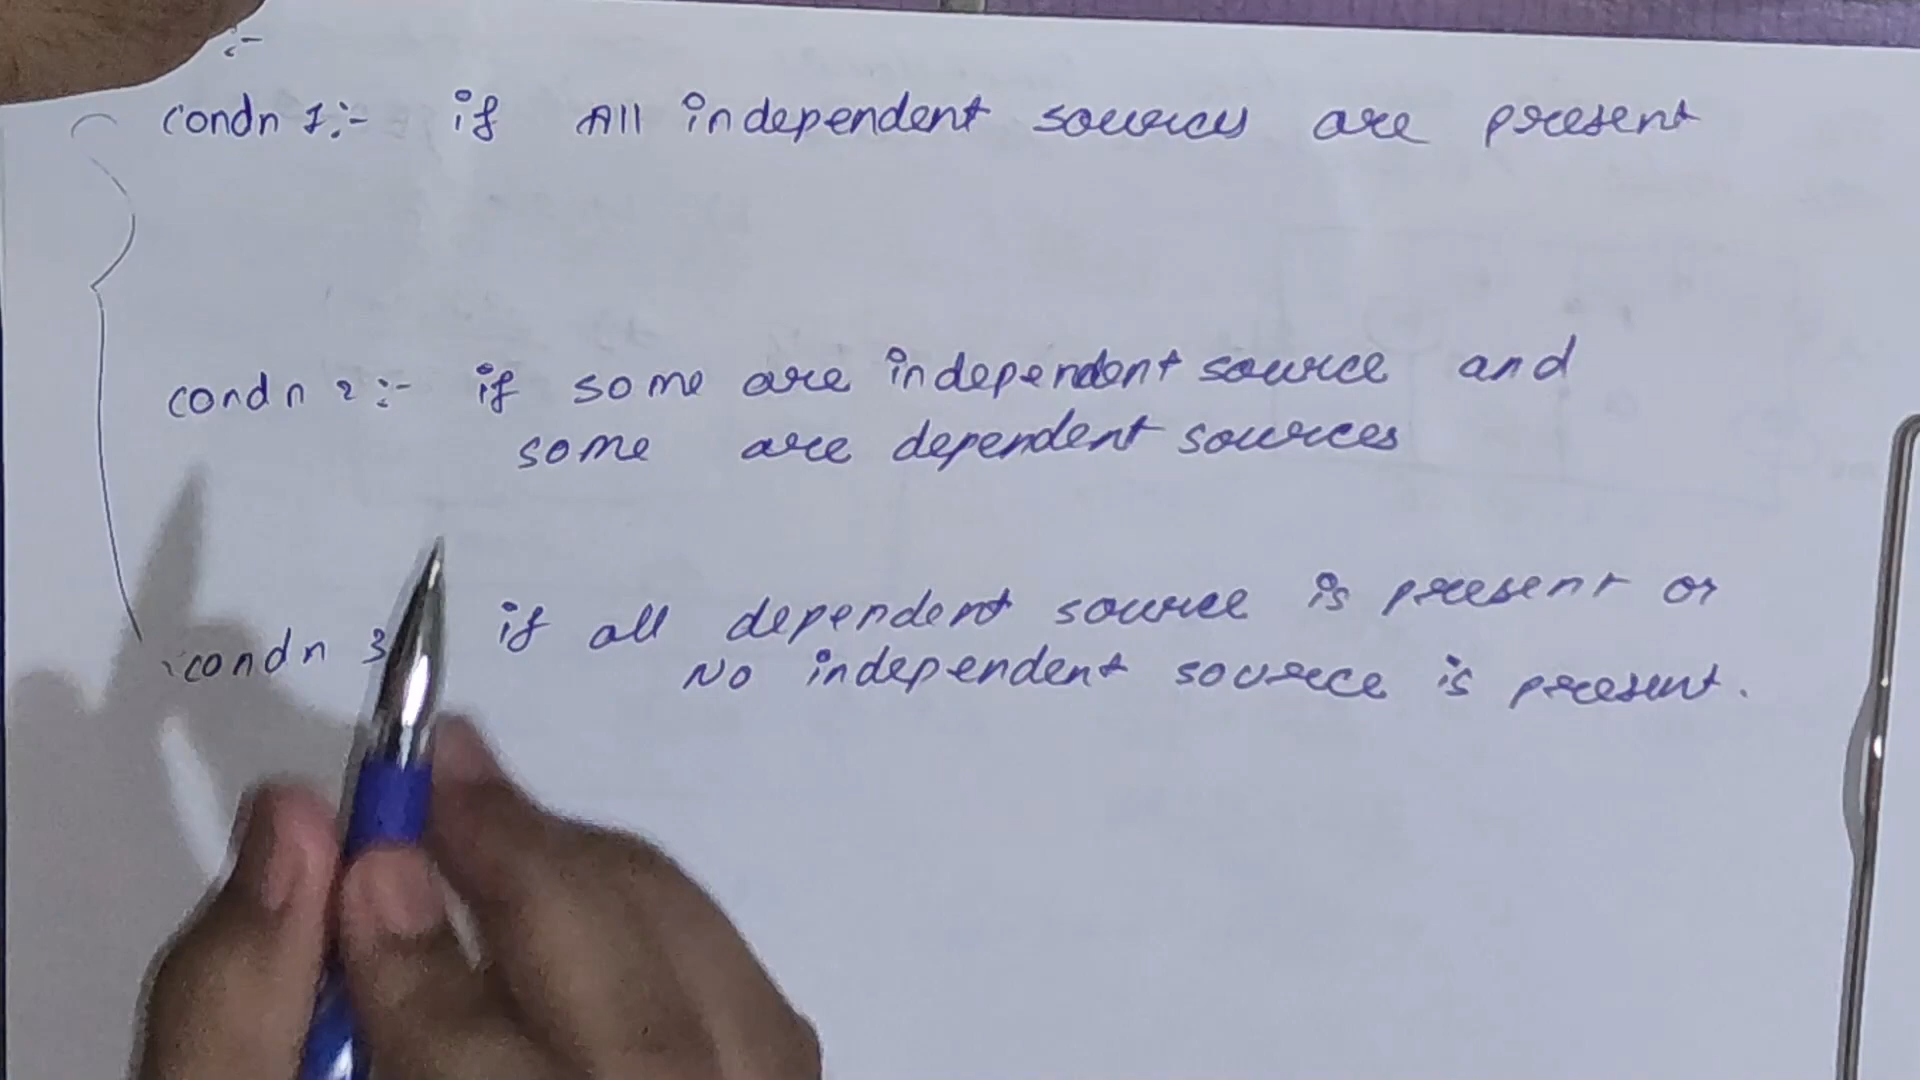 :-
condn 1:- if All independent sources are present
condn 2:- if some are independent source and
some are dependent sources
condn 3 if all dependent source is present or
No independent source is present.